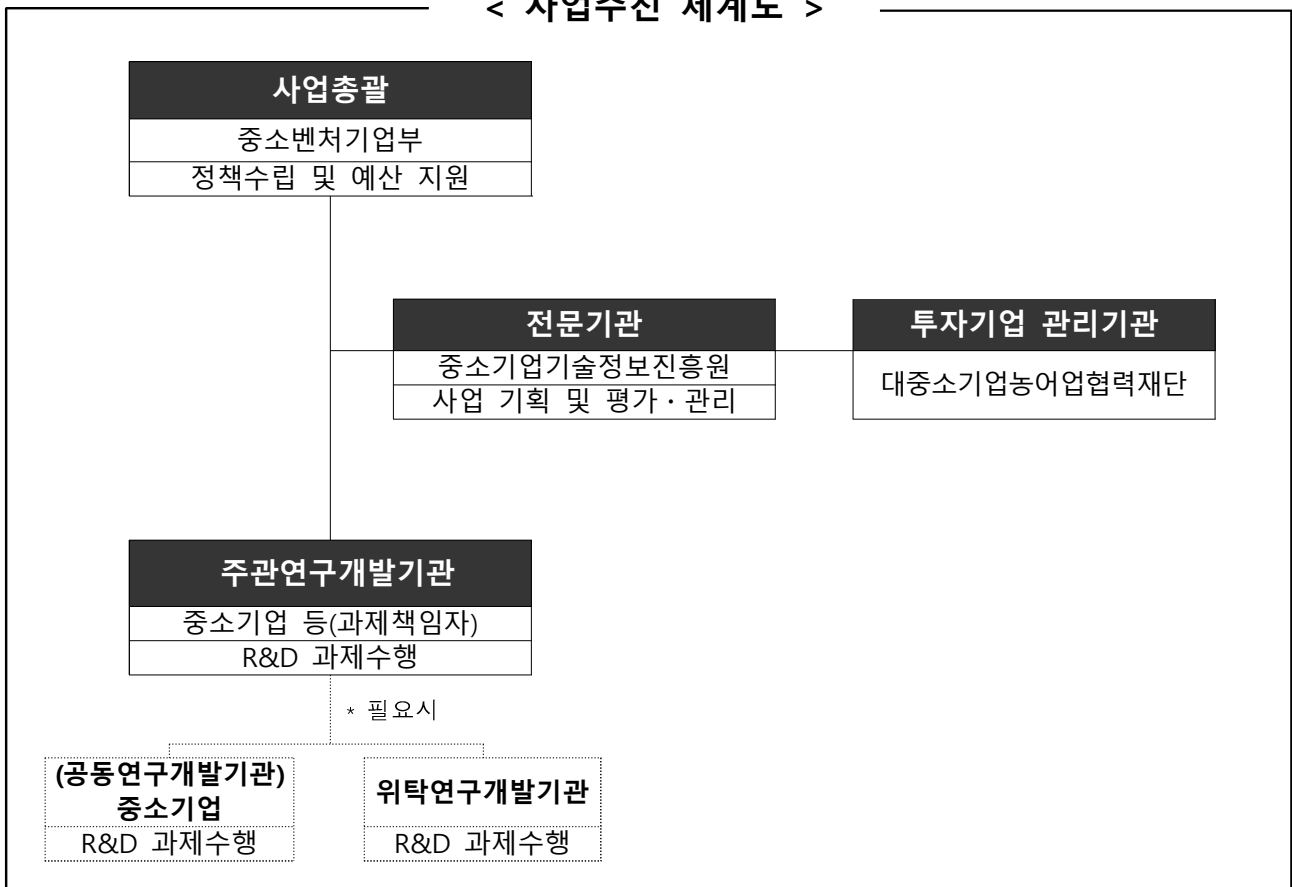 < 사업추진 체계도 >
사업총괄
중소벤처기업부
정책수립 및 예산 지원
전문기관
중소기업기술정보진흥원
사업 기획 및 평가·관리
투자기업 관리기관
대중소기업농어업협력재단
주관연구개발기관
중소기업 등(과제책임자)
R&D 과제수행
* 필요시
(공동연구개발기관)
중소기업
R&D 과제수행
위탁연구개발기관
R&D 과제수행